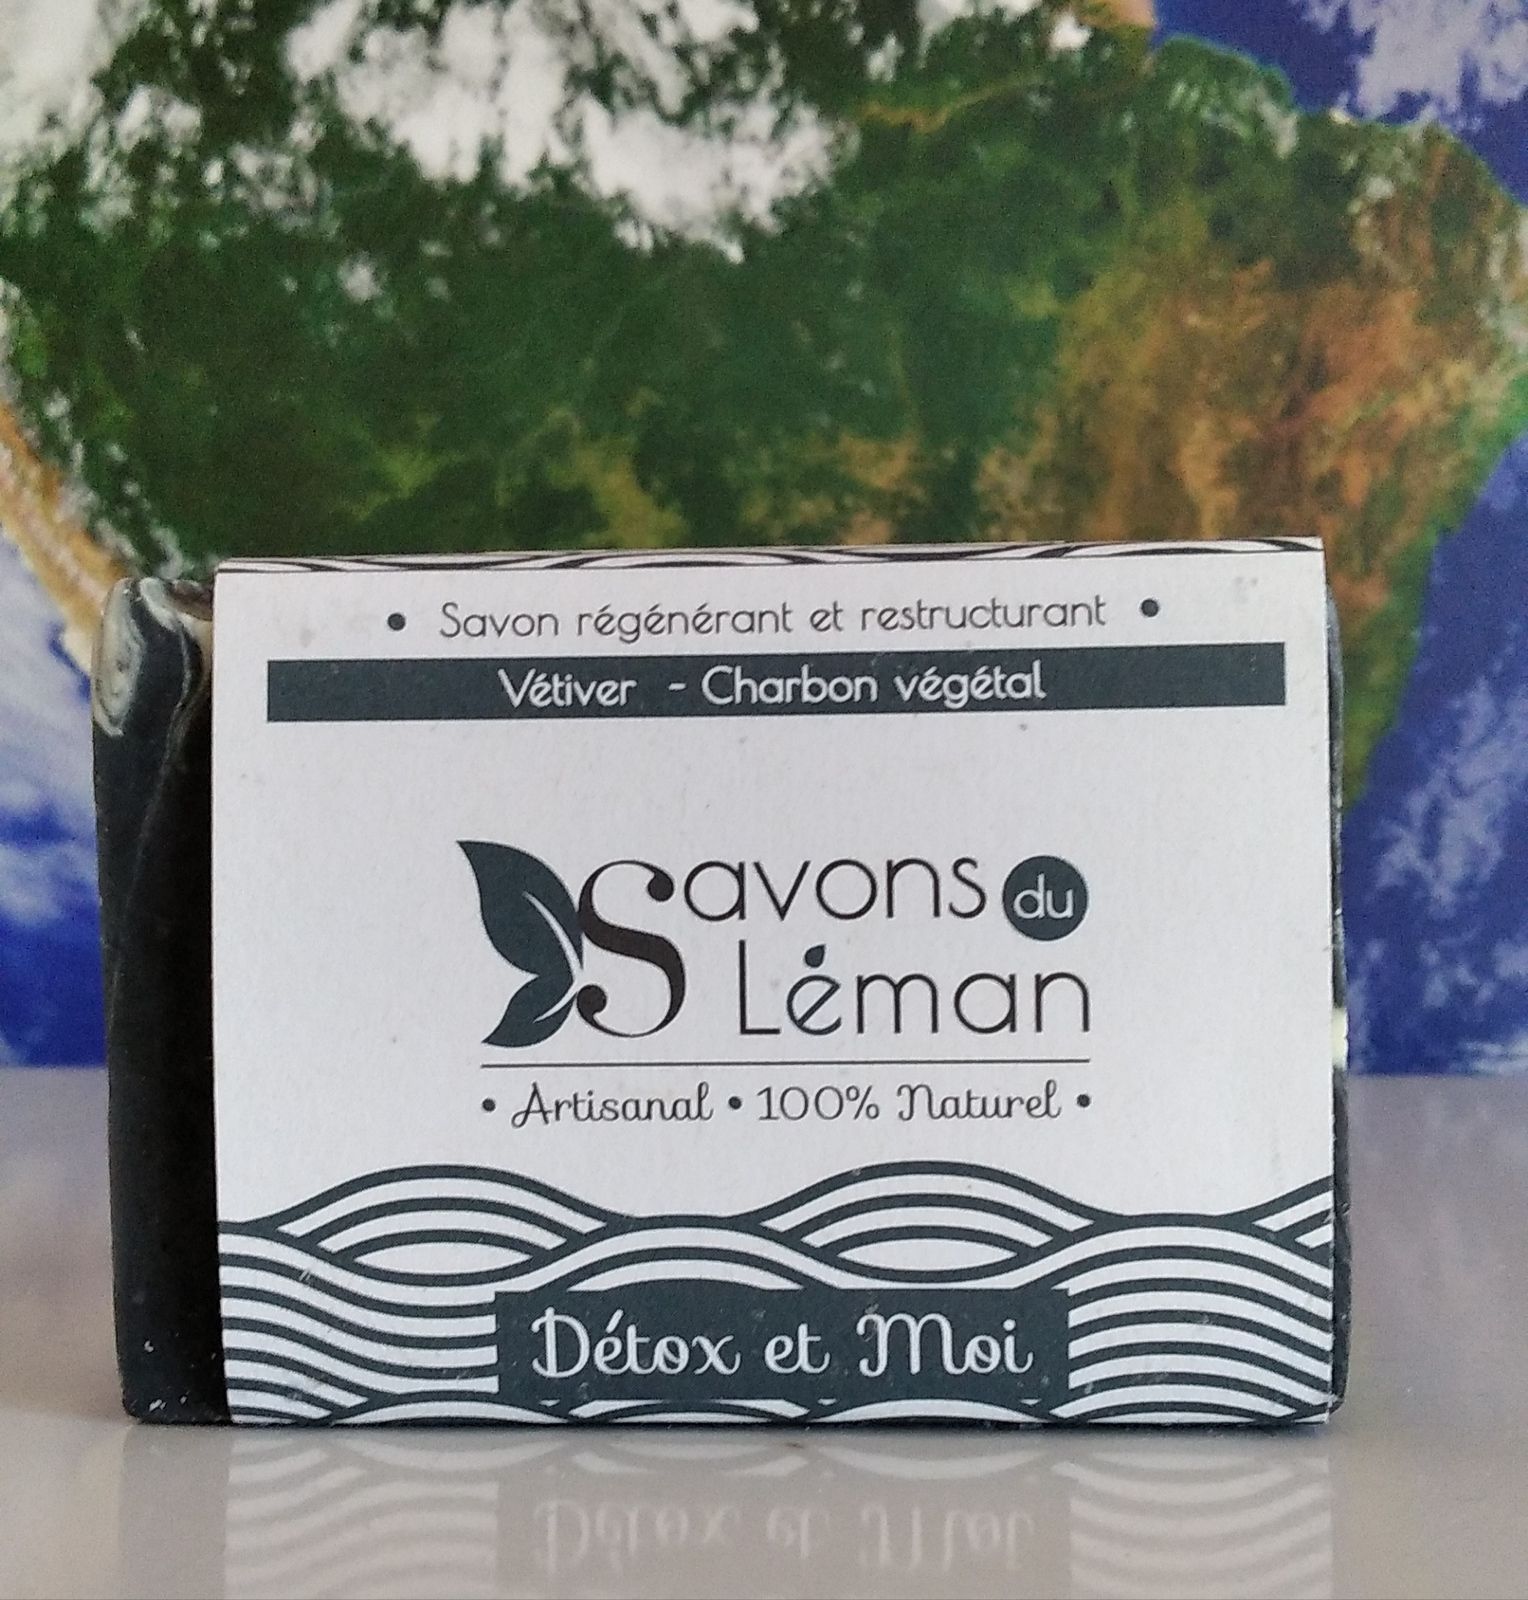 • Savon régénérant et restructurant •
Vétiver - Charbon végétal
Savons du
Léman
• Artisanal • 100% Naturel •
Détox et Moi